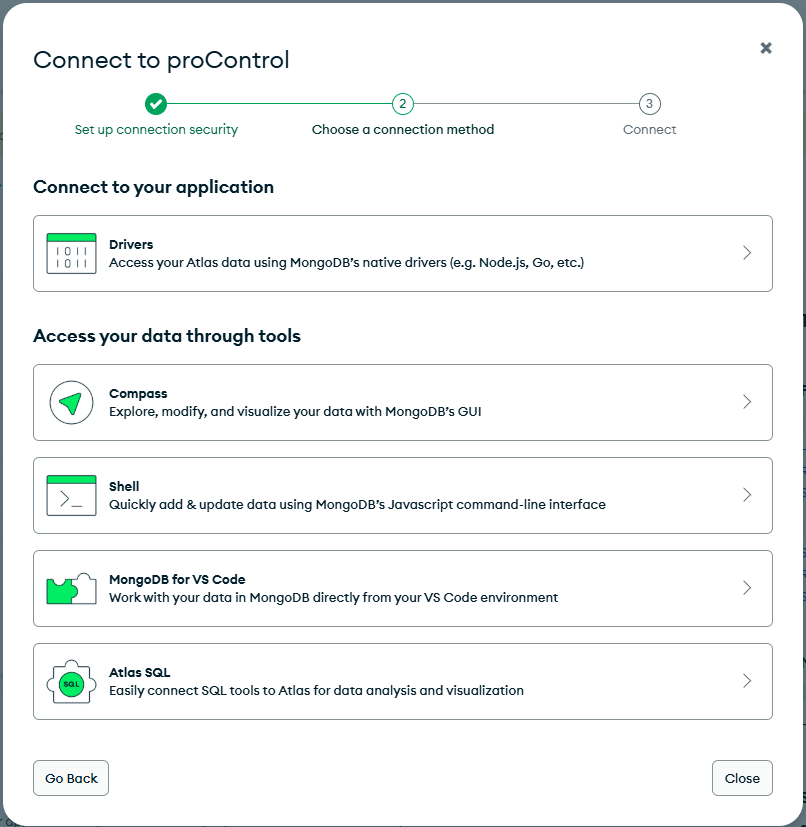 Connect to proControl
2
3
Set up connection security
Choose a connection method
Connect
Connect to your application
1011
1011
Drivers
Access your Atlas data using MongoDB's native drivers (e.g. Node.js, Go, etc.)
Access your data through tools
Compass
Explore, modify, and visualize your data with MongoDB's GUI
Shell
Quickly add & update data using MongoDB's Javascript command-line interface
MongoDB for VS Code
Work with your data in MongoDB directly from your VS Code environment
SQL
Atlas SQL
Easily connect SQL tools to Atlas for data analysis and visualization
Go Back
Close